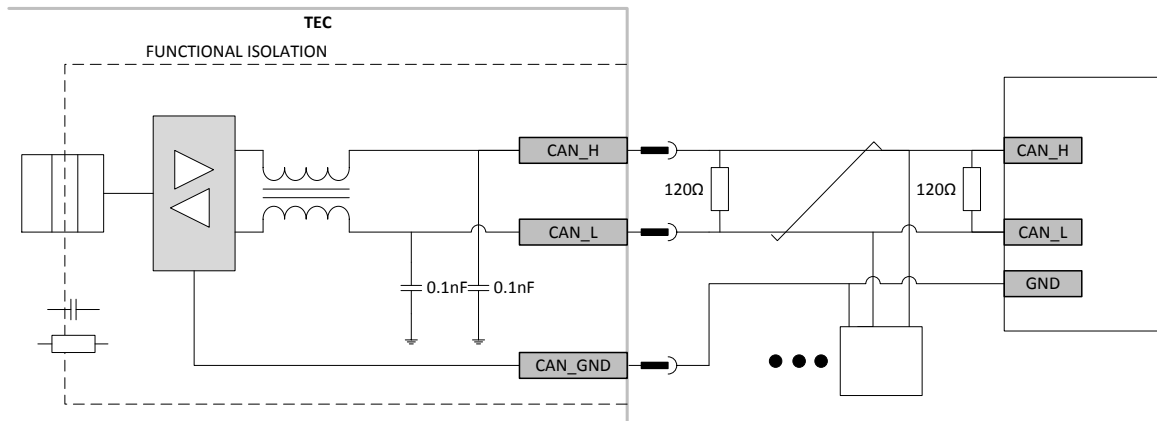 TEC
FUNCTIONAL ISOLATION
CAN_H
CAN_H
120Ω
120Ω
CAN_L
CAN_L
0.1nF
0.1nF
GND
CAN_GND